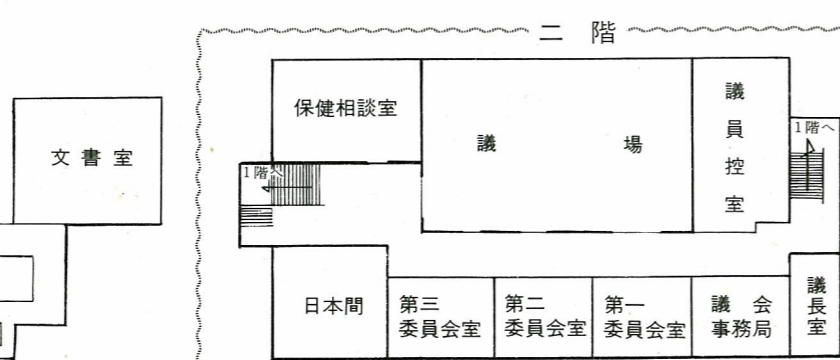 二階
文書室
保健相談室
議場
議員控室
1階へ
1階へ
日本間
第三
委員会室
第二
委員会室
第一
委員会室
議会
事務局
議長室